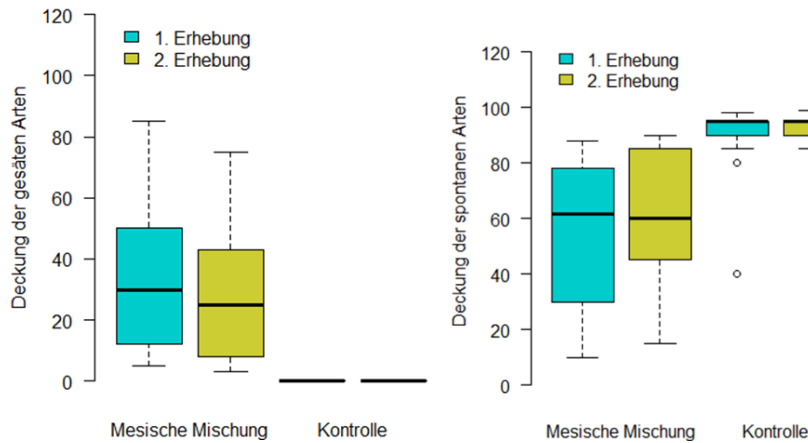 120
100
80
60
40
20
0
Deckung der gesäten Arten
1. Erhebung
2. Erhebung
Mesische Mischung
Kontrolle
120
100
80
60
40
20
0
Deckung der spontanen Arten
1. Erhebung
2. Erhebung
Mesische Mischung
Kontrolle